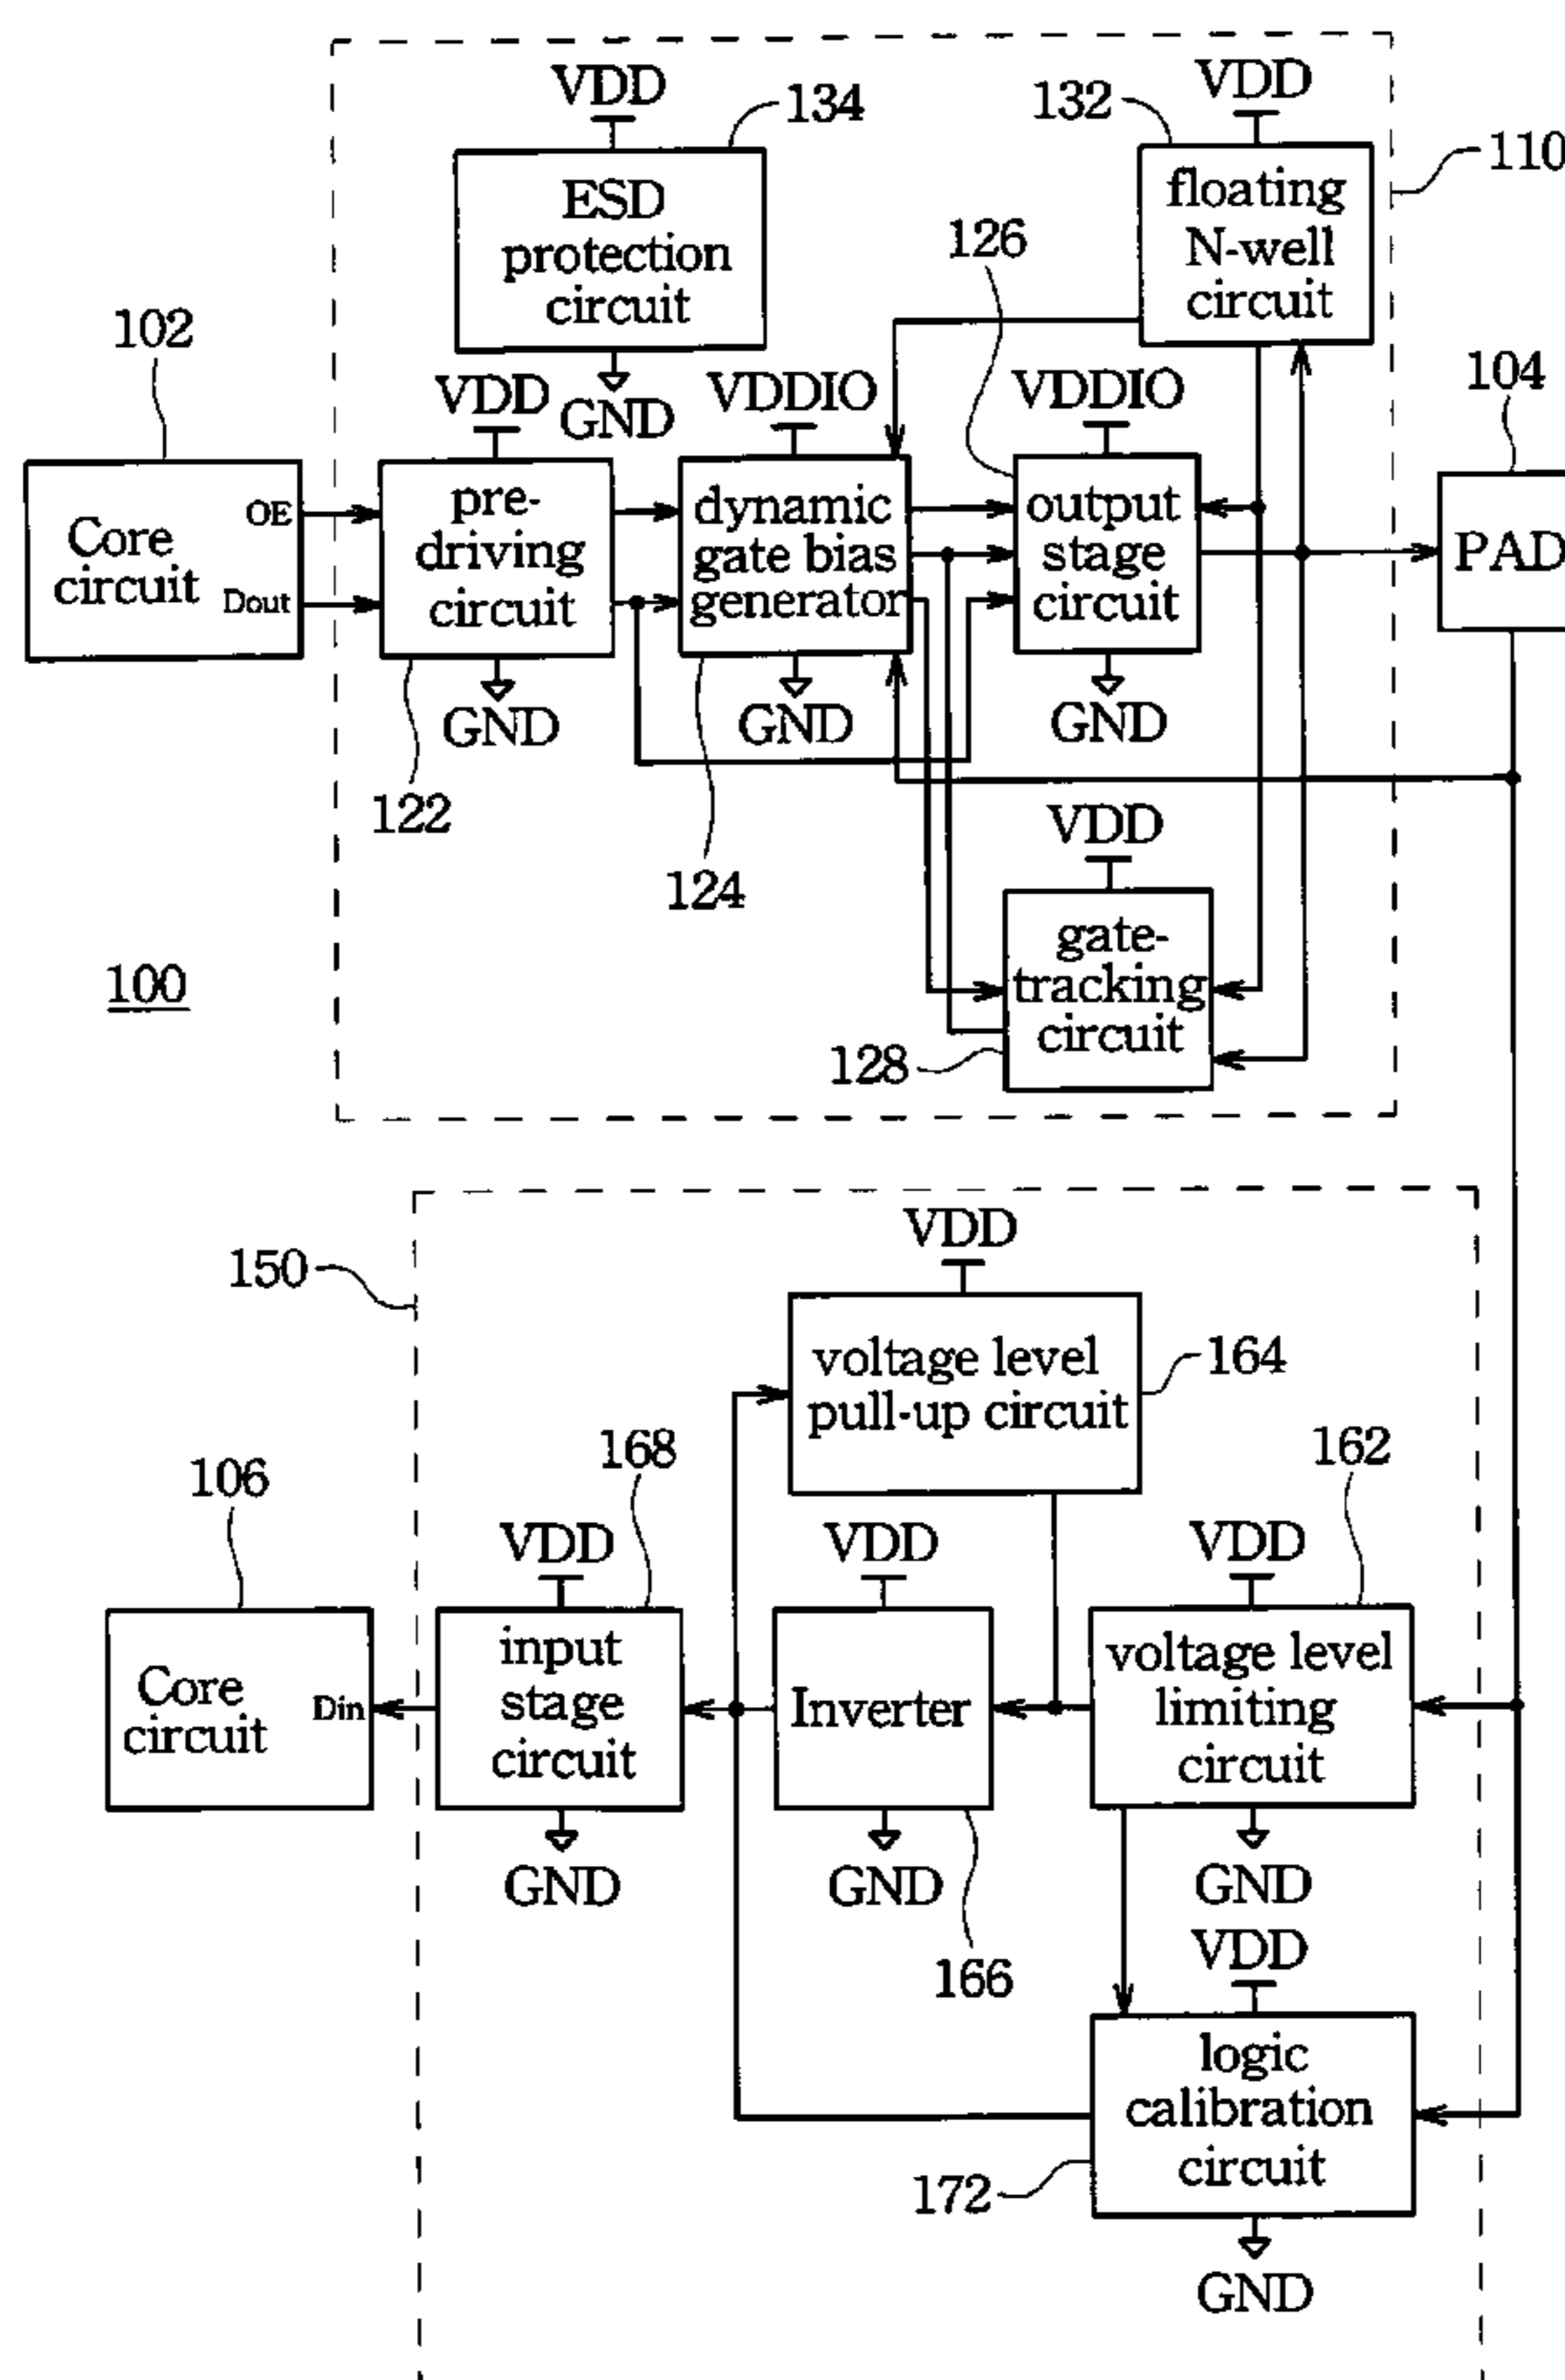 VDD
134
132
VDD
110
ESD
protection
circuit
126
floating
N-well
circuit
102
104
VDD
GND
VDDIO
VDDIO
Core
circuit
OE
Dout
pre-
driving
circuit
dynamic
gate bias
generator
output
stage
circuit
PAD
GND
GND
GND
122
124
VDD
100
gate-
tracking
circuit
128
150
VDD
voltage level
pull-up circuit
164
106
168
162
VDD
VDD
VDD
Core
circuit
Din
input
stage
circuit
Inverter
voltage level
limiting
circuit
GND
GND
GND
166
VDD
logic
calibration
circuit
172
GND